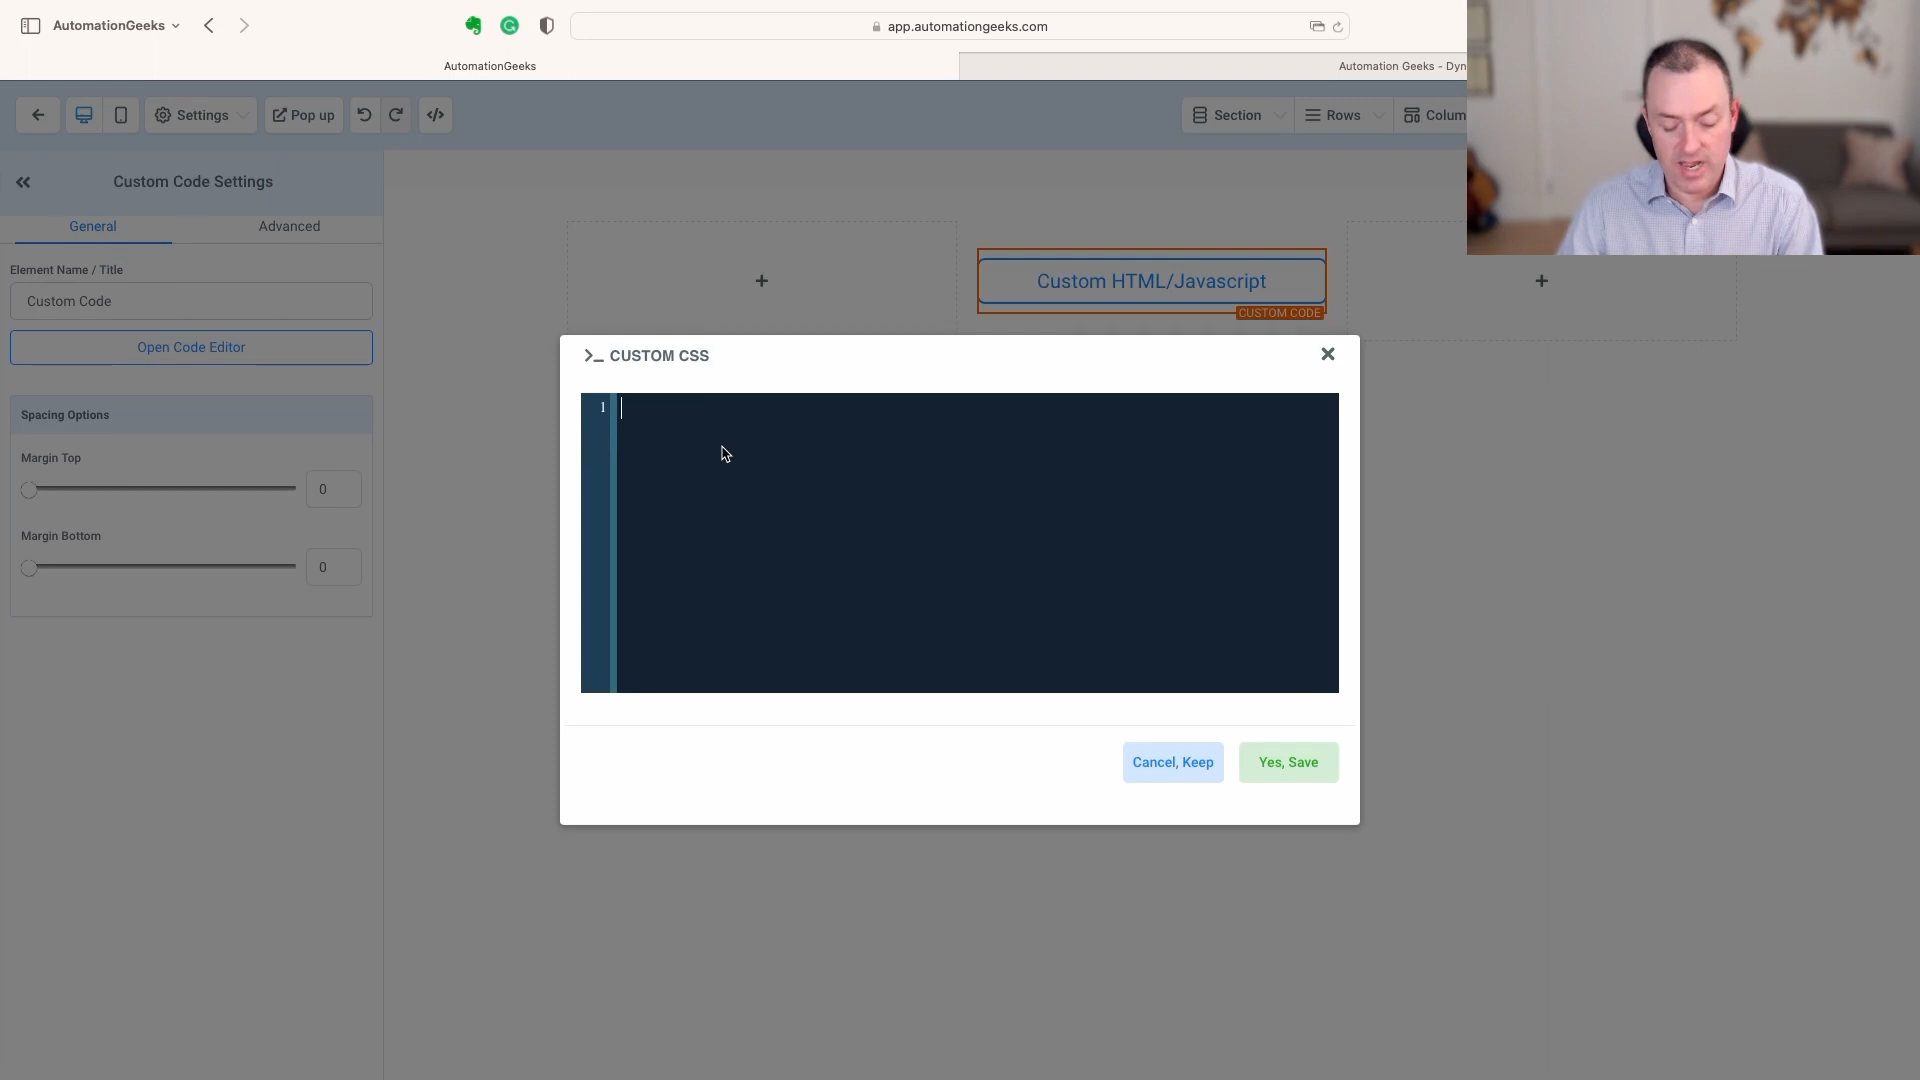 AutomationGeeks
app.automationgeeks.com
AutomationGeeks
Automation Geeks - Dyn
Settings
Pop up
Section
Rows
Colum
Custom Code Settings
General
Advanced
Element Name / Title
Custom Code
Open Code Editor
Spacing Options
Margin Top
0
Margin Bottom
0
Custom HTML/Javascript
CUSTOM CODE
CUSTOM CSS
1
Cancel, Keep
Yes, Save